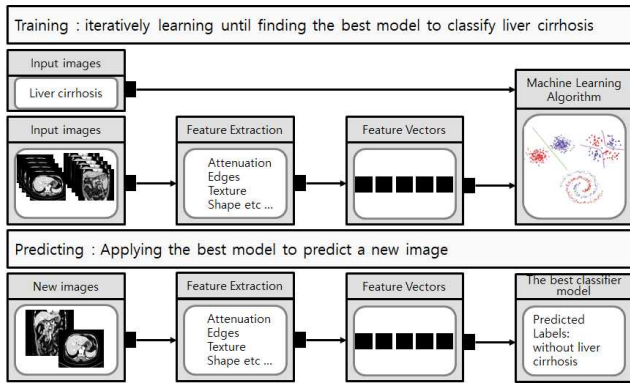 Training : iteratively learning until finding the best model to classify liver cirrhosis
Input images
Liver cirrhosis
Machine Learning
Algorithm
Input images
Feature Extraction
Attenuation
Edges
Texture
Shape etc ...
Feature Vectors
Predicting : Applying the best model to predict a new image
New images
Feature Extraction
Attenuation
Edges
Texture
Shape etc ...
Feature Vectors
The best classifier
model
Predicted
Labels:
without liver
cirrhosis